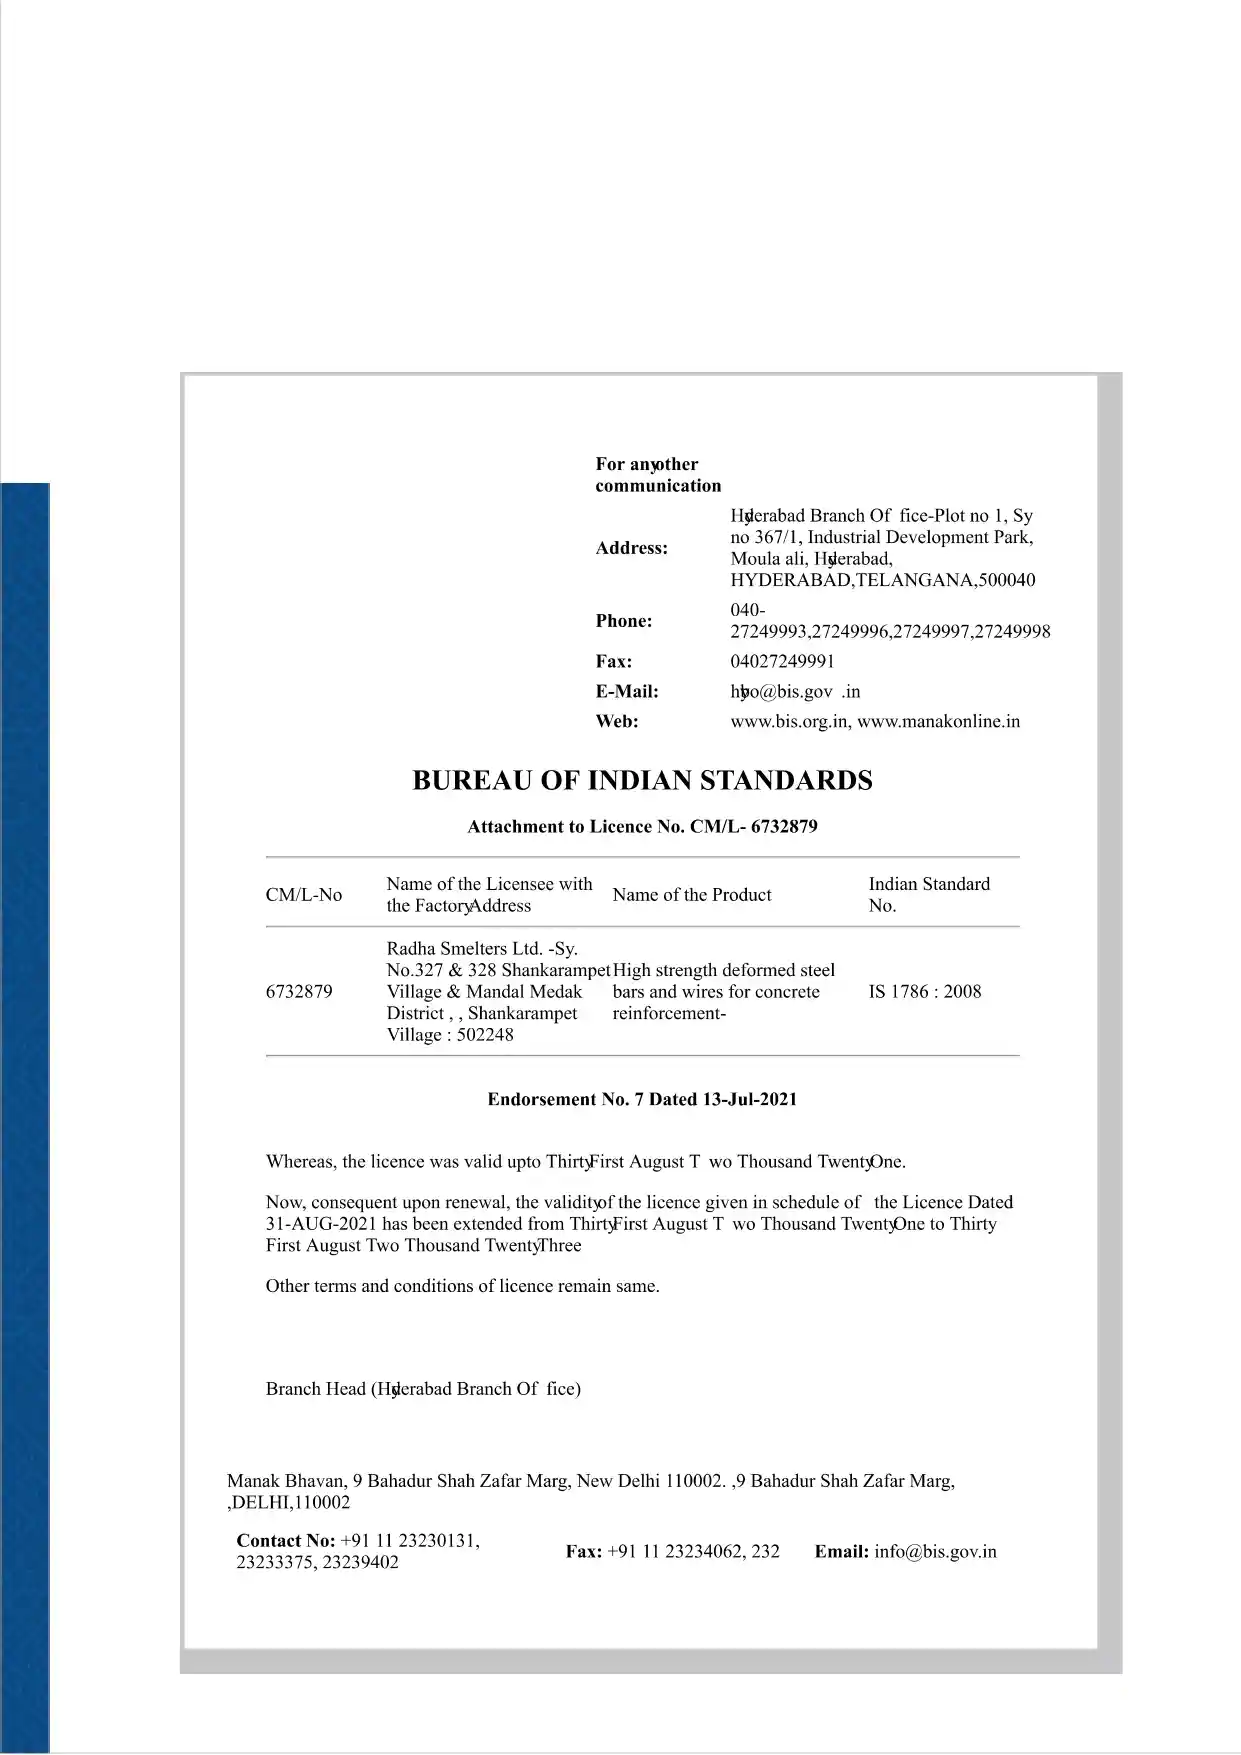 For any other
communication
Address:
Hyderabad Branch Office-Plot no 1, Sy
no 367/1, Industrial Development Park,
Moula ali, Hyderabad,
HYDERABAD,TELANGANA,500040
Phone:
040-
27249993,27249996,27249997,27249998
Fax: 04027249991
E-Mail: hybo@bis.gov .in
Web: www.bis.org.in, www.manakonline.in
BUREAU OF INDIAN STANDARDS
Attachment to Licence No. CM/L- 6732879
CM/L-No
Name of the Licensee with
the Factory Address
Name of the Product
Indian Standard
No.
6732879
Radha Smelters Ltd. -Sy.
No.327 & 328 Shankarampet
Village & Mandal Medak
District , , Shankarampet
Village : 502248
High strength deformed steel
bars and wires for concrete
reinforcement-
IS 1786 : 2008
Endorsement No. 7 Dated 13-Jul-2021
Whereas, the licence was valid upto Thirty First August T wo Thousand Twenty One.
Now, consequent upon renewal, the validity of the licence given in schedule of the Licence Dated
31-AUG-2021 has been extended from Thirty First August T wo Thousand Twenty One to Thirty
First August Two Thousand Twenty Three
Other terms and conditions of licence remain same.
Branch Head (Hyderabad Branch Of fice)
Manak Bhavan, 9 Bahadur Shah Zafar Marg, New Delhi 110002. ,9 Bahadur Shah Zafar Marg,
,DELHI,110002
Contact No: +91 11 23230131,
23233375, 23239402
Fax: +91 11 23234062, 232
Email: info@bis.gov.in